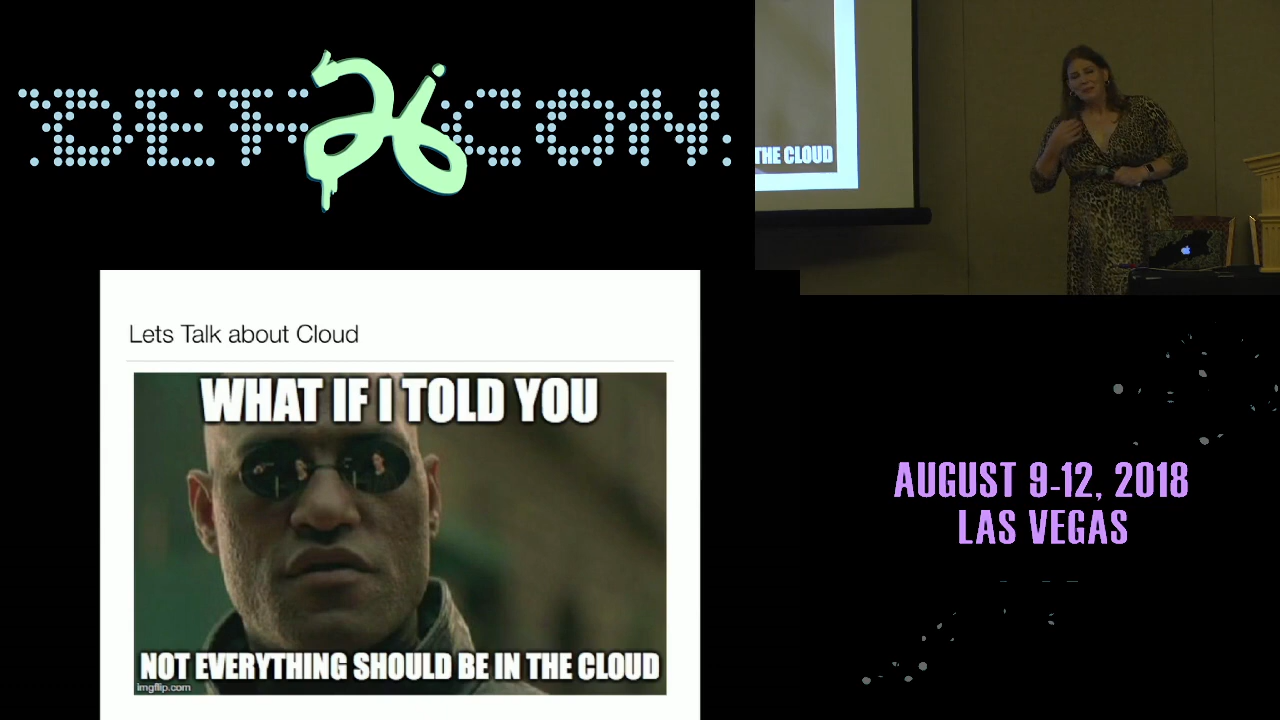 DEF CON 26
THE CLOUD
Lets Talk about Cloud
WHAT IF I TOLD YOU
NOT EVERYTHING SHOULD BE IN THE CLOUD
imgflip.com
AUGUST 9-12, 2018
LAS VEGAS